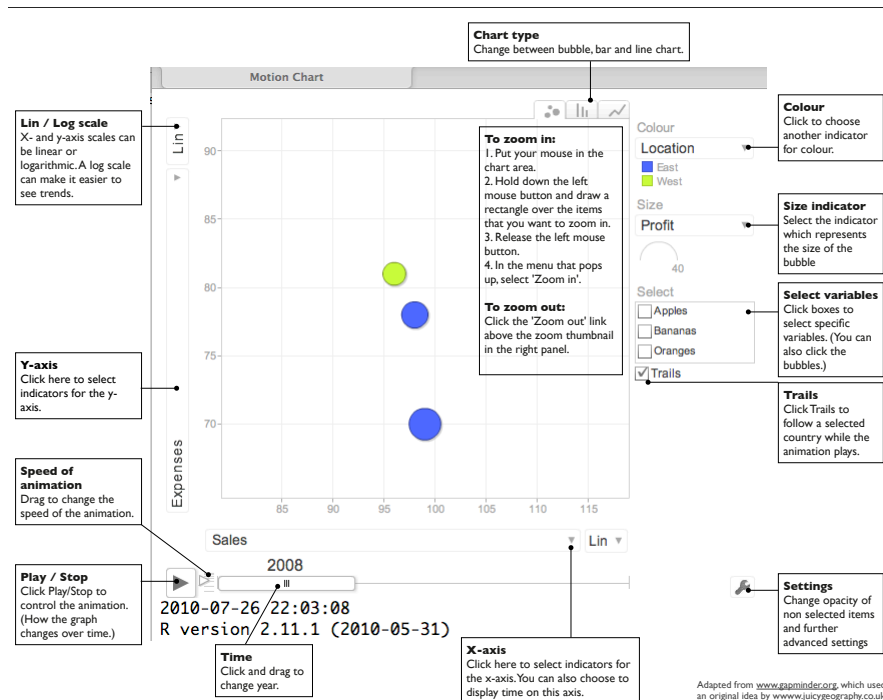 Chart type
Change between bubble, bar and line chart.
Motion Chart
Lin / Log scale
X- and y-axis scales can
be linear or
logarithmic. A log scale
can make it easier to
see trends.
Lin
To zoom in:
1. Put your mouse in the
chart area.
2. Hold down the left
mouse button and draw a
rectangle over the items
that you want to zoom in.
3. Release the left mouse
button.
4. In the menu that pops
up, select 'Zoom in'.
To zoom out:
Click the 'Zoom out' link
above the zoom thumbnail
in the right panel.
Colour
Location
East
West
Size
Profit
40
Select
Apples
Bananas
Oranges
Trails
Colour
Click to choose
another indicator
for colour.
Size indicator
Select the indicator
which represents
the size of the
bubble
Select variables
Click boxes to
select specific
variables. (You can
also click the
bubbles.)
Trails
Click Trails to
follow a selected
country while the
animation plays.
90
85
80
75
70
Y-axis
Click here to select
indicators for the y-
axis.
Expenses
85
90
95
100
105
110
115
Speed of
animation
Drag to change the
speed of the animation.
Sales
Lin
2008
Play / Stop
Click Play/Stop to
control the animation.
(How the graph
changes over time.)
2010-07-26 22:03:08
R version 2.11.1 (2010-05-31)
Time
Click and drag to
change year.
X-axis
Click here to select indicators for
the x-axis. You can also choose to
display time on this axis.
Settings
Change opacity of
non selected items
and further
advanced settings
Adapted from www.gapminder.org, which used
an original idea by wwww.juicygeography.co.uk